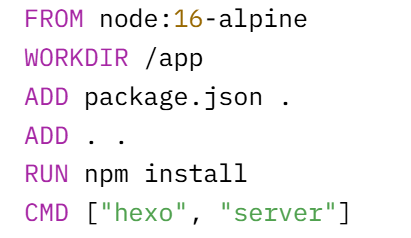 FROM node:16-alpine
WORKDIR /app
ADD package.json .
ADD . .
RUN npm install
CMD ["hexo", "server"]